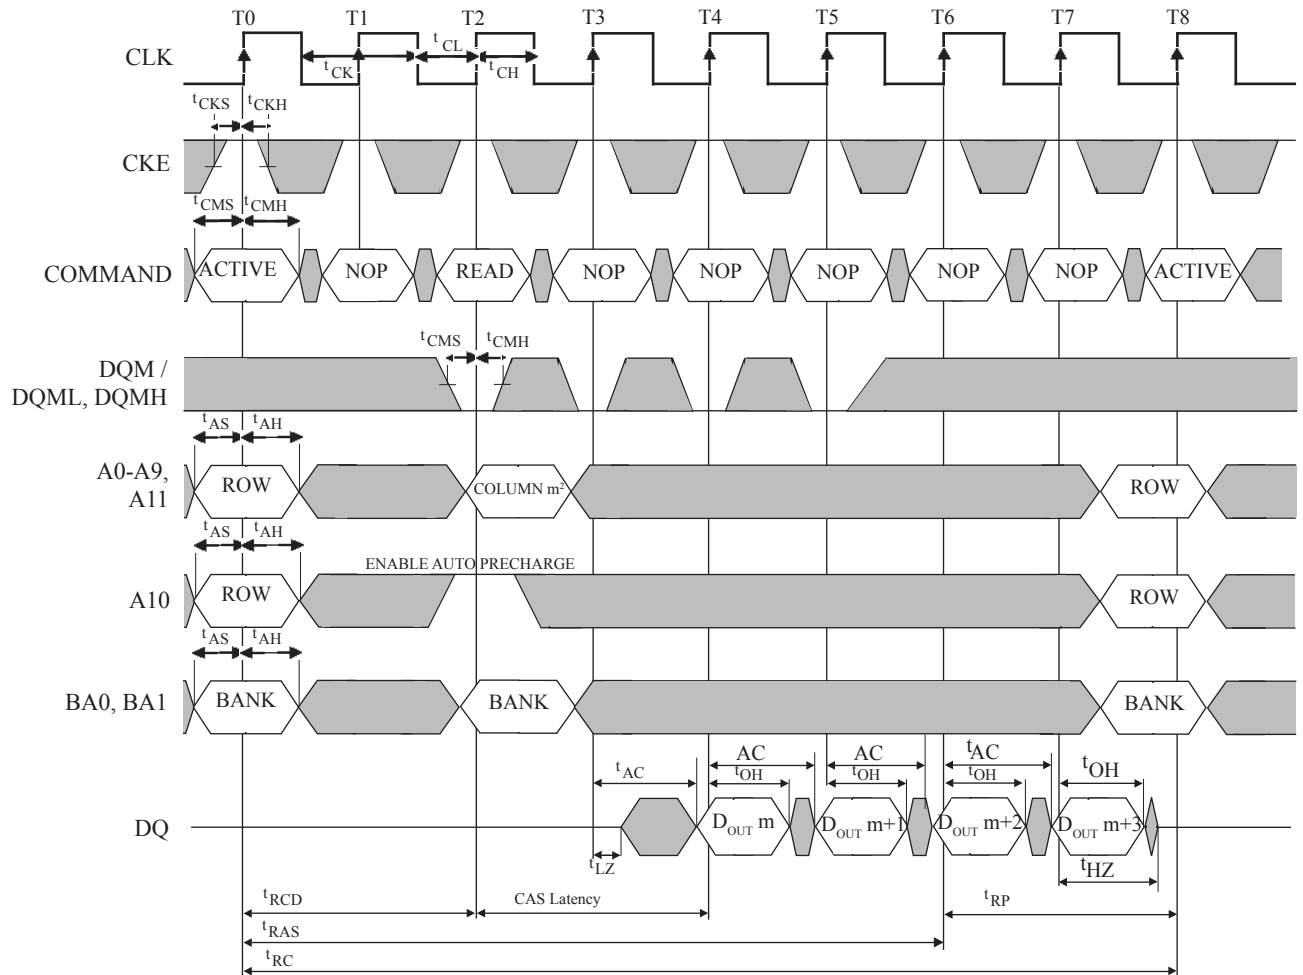 T0 T1 T2 T3 T4 T5 T6 T7 T8
CLK
tCK tCL tCH
tCKS tCKH
CKE
tCMS tCMH
COMMAND ACTIVE NOP READ NOP NOP NOP NOP NOP ACTIVE
tCMS tCMH
DQM /
DQML, DQMH
tAS tAH
A0-A9,
A11
ROW COLUMN m² ROW
tAS tAH
ENABLE AUTO PRECHARGE
A10 ROW ROW
tAS tAH
BA0, BA1 BANK BANK BANK
tAC AC AC tAC
tOH tOH tOH tOH
DQ DOUT m DOUT m+1 DOUT m+2 DOUT m+3
tLZ tHZ
tRCD CAS Latency tRP
tRAS
tRC